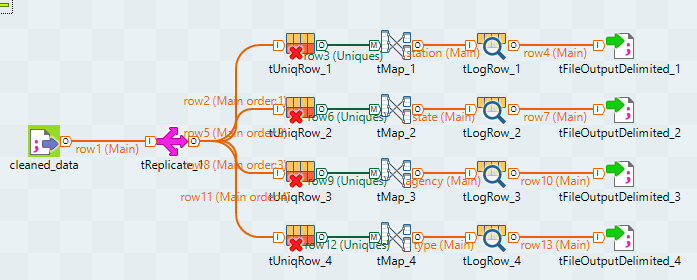 row3 (Uniques)
station (Main)
row4 (Main)
tUniqRow_1
tMap_1
tLogRow_1
tFileOutputDelimited_1
row2 (Main order:1)
row6 (Uniques)
state (Main)
row7 (Main)
row5 (Main order:2)
tUniqRow_2
tMap_2
tLogRow_2
tFileOutputDelimited_2
row1 (Main)
cleaned_data
tReplicate_1
row8 (Main order:3)
row9 (Uniques)
agency (Main)
row10 (Main)
row11 (Main order:4)
tUniqRow_3
tMap_3
tLogRow_3
tFileOutputDelimited_3
row12 (Uniques)
type (Main)
row13 (Main)
tUniqRow_4
tMap_4
tLogRow_4
tFileOutputDelimited_4